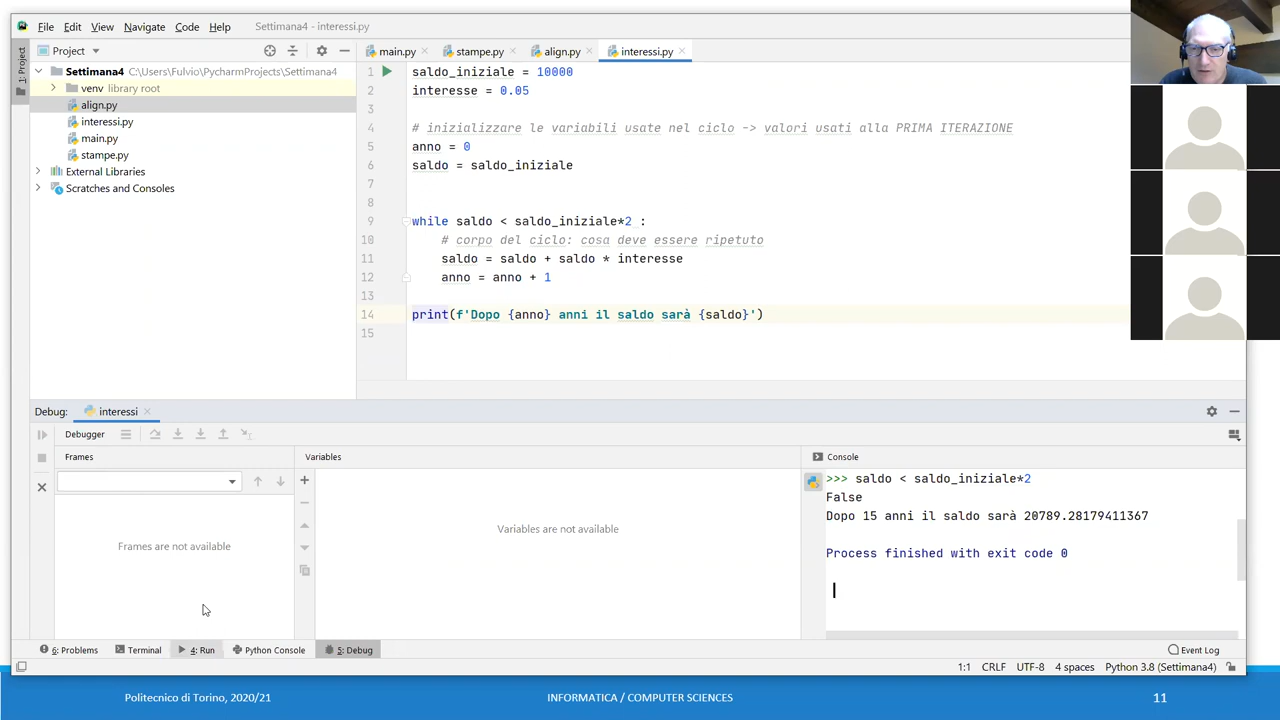 File Edit View Navigate Code Help Settimana4 - interessi.py
Project
main.py stampe.py align.py interessi.py
1: Project
Settimana4 C:\Users\Fulvio\PycharmProjects\Settimana4
venv library root
align.py
interessi.py
main.py
stampe.py
External Libraries
Scratches and Consoles
1 saldo_iniziale = 10000
2 interesse = 0.05
3
4 # inizializzare le variabili usate nel ciclo -> valori usati alla PRIMA ITERAZIONE
5 anno = 0
6 saldo = saldo_iniziale
7
8
9 while saldo < saldo_iniziale*2 :
10 # corpo del ciclo: cosa deve essere ripetuto
11 saldo = saldo + saldo * interesse
12 anno = anno + 1
13
14 print(f'Dopo {anno} anni il saldo sarà {saldo}')
15
Debug: interessi
Debugger
Frames
Frames are not available
Variables
Variables are not available
Console
>>> saldo < saldo_iniziale*2
False
Dopo 15 anni il saldo sarà 20789.28179411367
Process finished with exit code 0
6: Problems Terminal 4: Run Python Console 5: Debug Event Log
1:1 CRLF UTF-8 4 spaces Python 3.8 (Settimana4)
Politecnico di Torino, 2020/21 INFORMATICA / COMPUTER SCIENCES 11